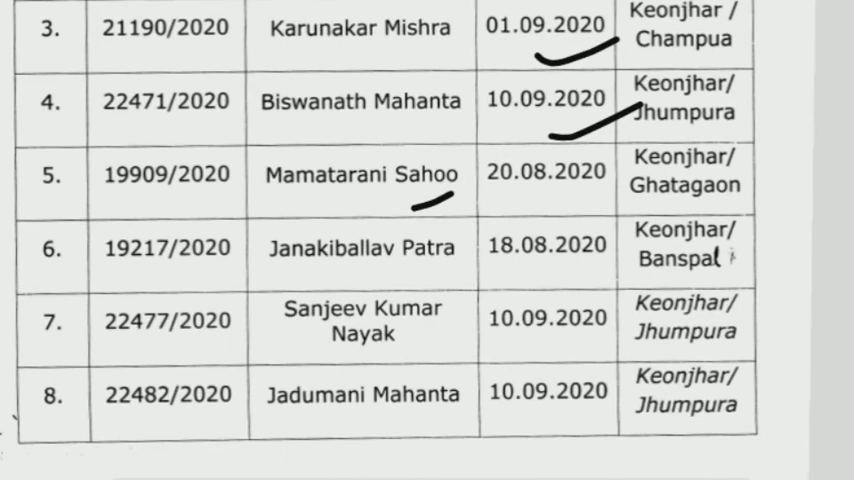 3. 21190/2020 Karunakar Mishra 01.09.2020 Keonjhar /
Champua
4. 22471/2020 Biswanath Mahanta 10.09.2020 Keonjhar/
Jhumpura
5. 19909/2020 Mamatarani Sahoo 20.08.2020 Keonjhar/
Ghatagaon
6. 19217/2020 Janakiballav Patra 18.08.2020 Keonjhar/
Banspal
7. 22477/2020 Sanjeev Kumar
Nayak 10.09.2020 Keonjhar/
Jhumpura
8. 22482/2020 Jadumani Mahanta 10.09.2020 Keonjhar/
Jhumpura